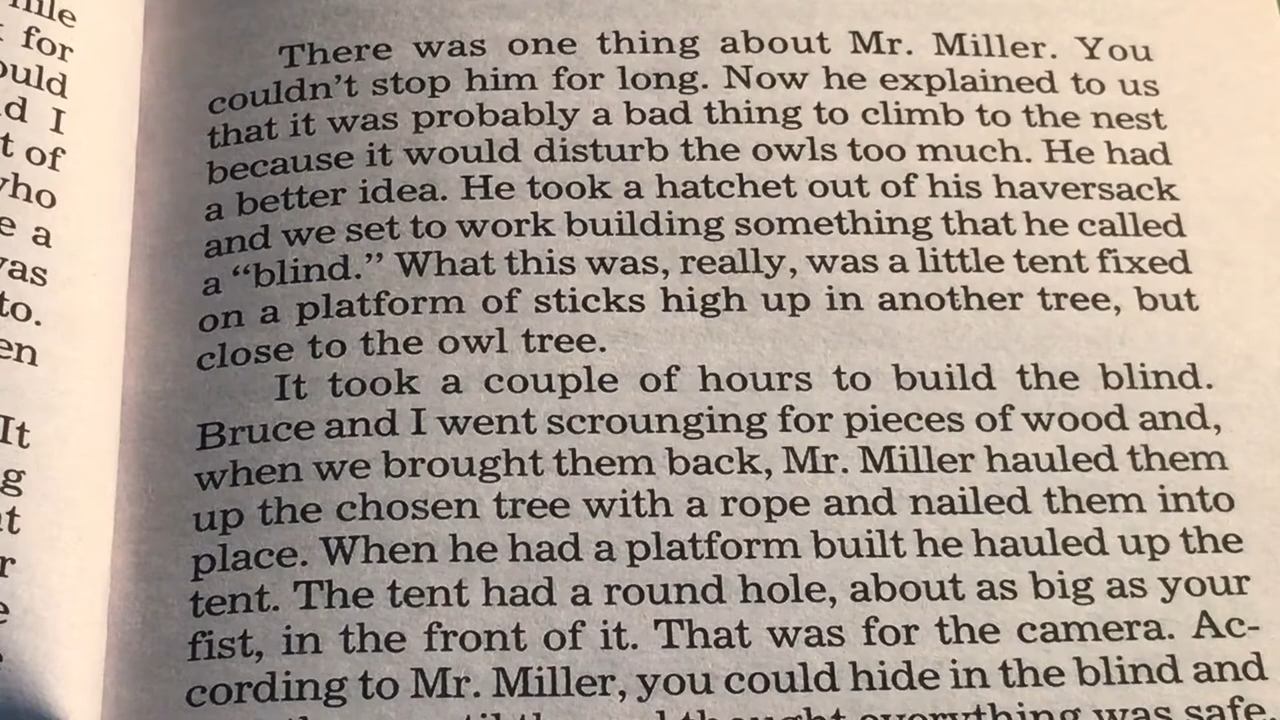 There was one thing about Mr. Miller. You
couldn't stop him for long. Now he explained to us
that it was probably a bad thing to climb to the nest
because it would disturb the owls too much. He had
a better idea. He took a hatchet out of his haversack
and we set to work building something that he called
a “blind.” What this was, really, was a little tent fixed
on a platform of sticks high up in another tree, but
close to the owl tree.
It took a couple of hours to build the blind.
Bruce and I went scrounging for pieces of wood and,
when we brought them back, Mr. Miller hauled them
up the chosen tree with a rope and nailed them into
place. When he had a platform built he hauled up the
tent. The tent had a round hole, about as big as your
fist, in the front of it. That was for the camera. Ac-
cording to Mr. Miller, you could hide in the blind and
thought everything was safe